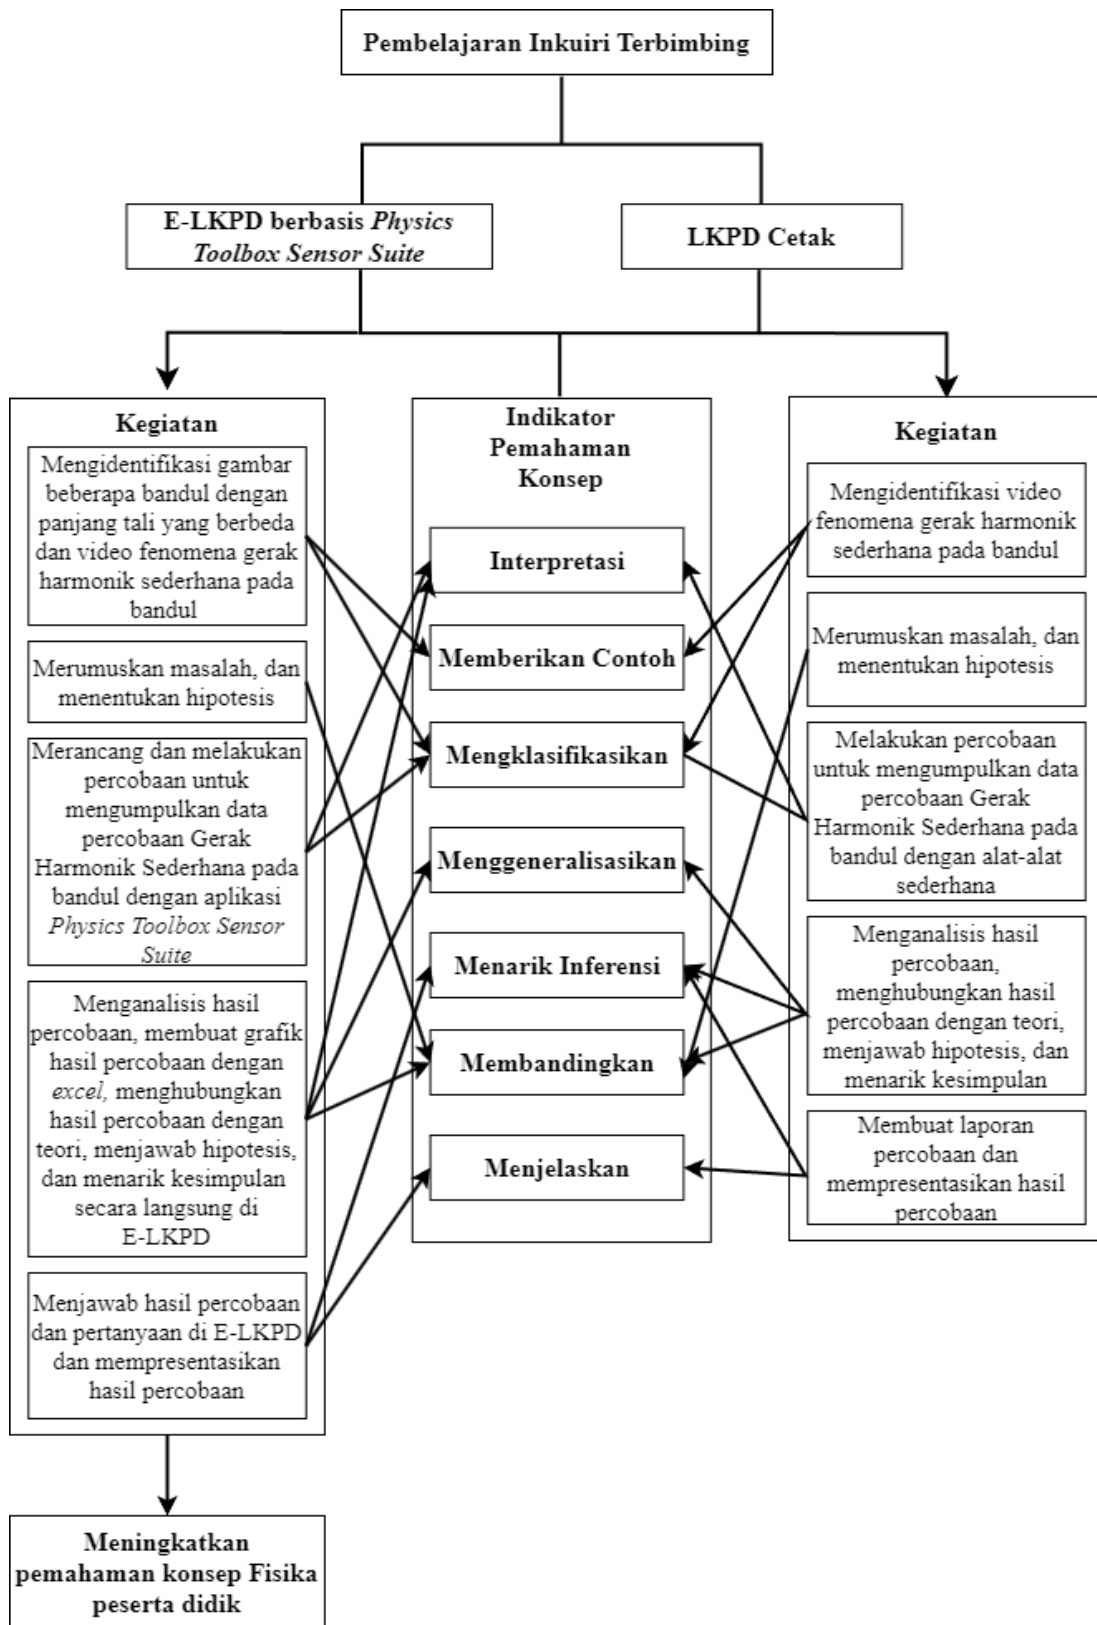 Pembelajaran Inkuiri Terbimbing
E-LKPD berbasis Physics
Toolbox Sensor Suite
LKPD Cetak
Kegiatan
Mengidentifikasi gambar
beberapa bandul dengan
panjang tali yang berbeda
dan video fenomena gerak
harmonik sederhana pada
bandul
Merumuskan masalah, dan
menentukan hipotesis
Merancang dan melakukan
percobaan untuk
mengumpulkan data
percobaan Gerak
Harmonik Sederhana pada
bandul dengan aplikasi
Physics Toolbox Sensor
Suite
Menganalisis hasil
percobaan, membuat grafik
hasil percobaan dengan
excel, menghubungkan
hasil percobaan dengan
teori, menjawab hipotesis,
dan menarik kesimpulan
secara langsung di
E-LKPD
Menjawab hasil percobaan
dan pertanyaan di E-LKPD
dan mempresentasikan
hasil percobaan
Indikator
Pemahaman
Konsep
Interpretasi
Memberikan Contoh
Mengklasifikasikan
Menggeneralisasikan
Menarik Inferensi
Membandingkan
Menjelaskan
Kegiatan
Mengidentifikasi video
fenomena gerak harmonik
sederhana pada bandul
Merumuskan masalah, dan
menentukan hipotesis
Melakukan percobaan
untuk mengumpulkan data
percobaan Gerak
Harmonik Sederhana pada
bandul dengan alat-alat
sederhana
Menganalisis hasil
percobaan,
menghubungkan hasil
percobaan dengan teori,
menjawab hipotesis, dan
menarik kesimpulan
Membuat laporan
percobaan dan
mempresentasikan hasil
percobaan
Meningkatkan
pemahaman konsep Fisika
peserta didik